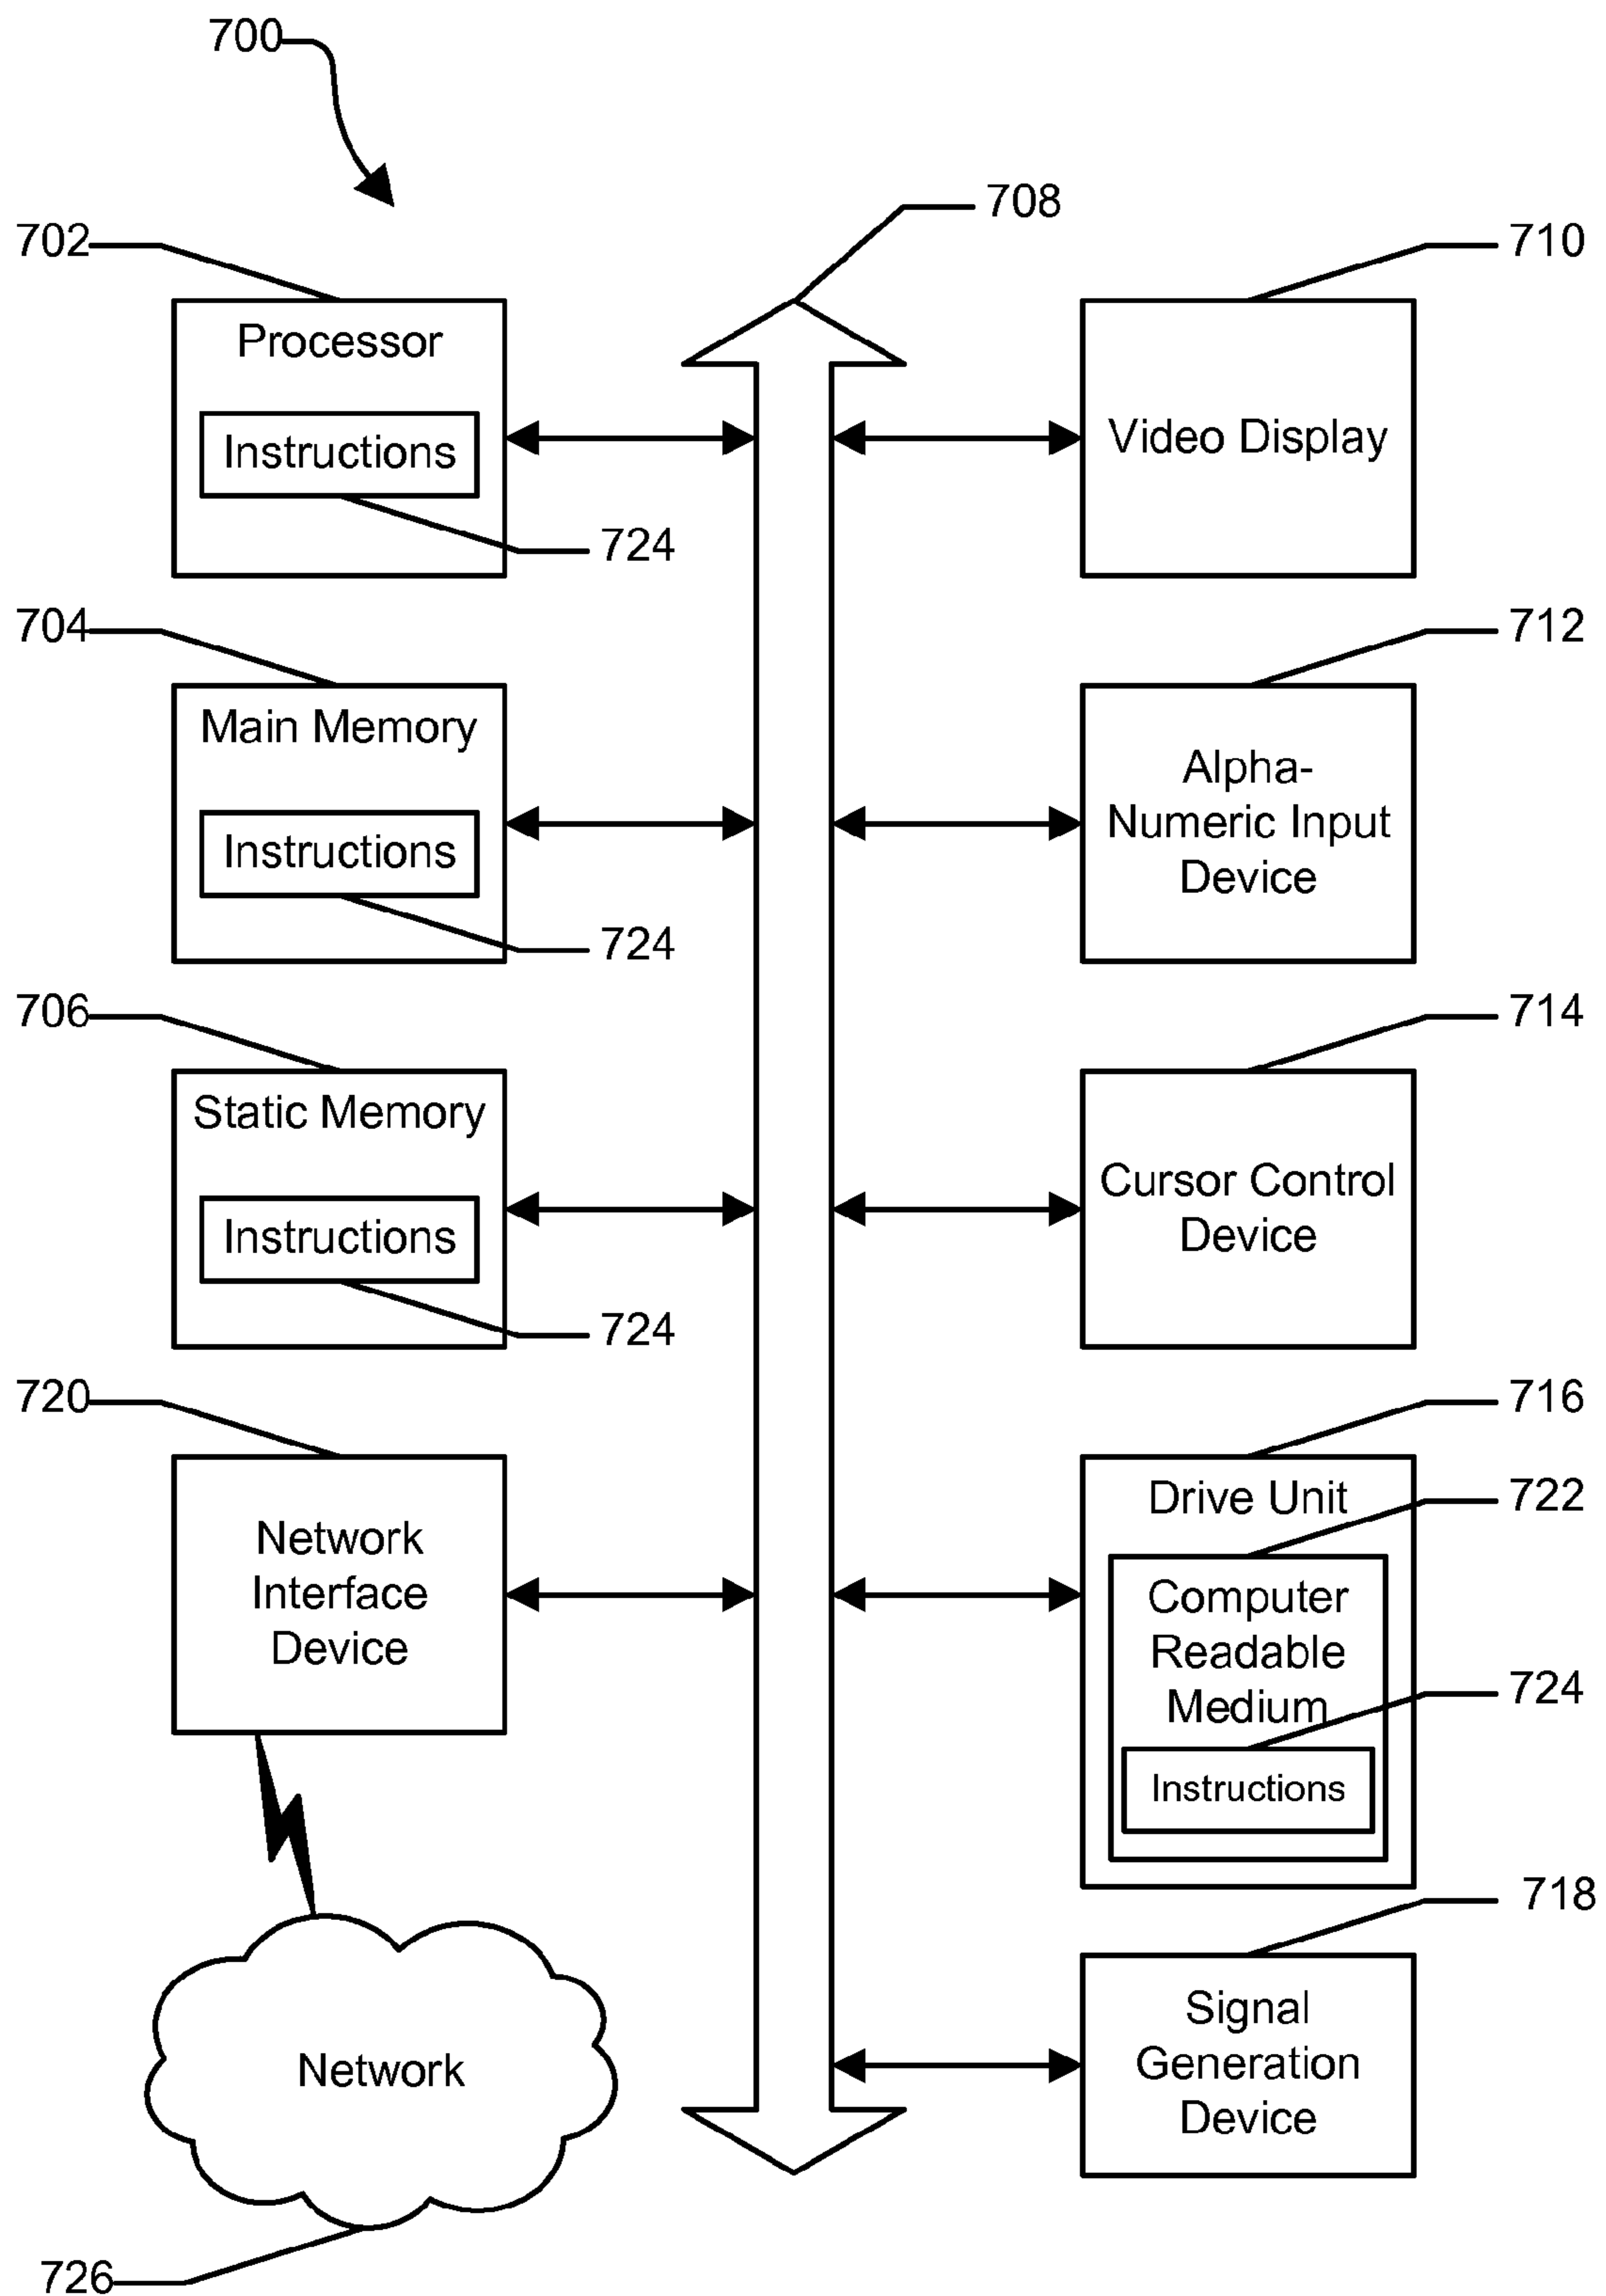 700
708
702
710
Processor
Instructions
724
Video Display
704
712
Main Memory
Instructions
724
Alpha-
Numeric Input
Device
706
714
Static Memory
Instructions
724
Cursor Control
Device
720
716
Network
Interface
Device
Drive Unit
722
Computer
Readable
Medium
724
Instructions
718
Signal
Generation
Device
Network
726